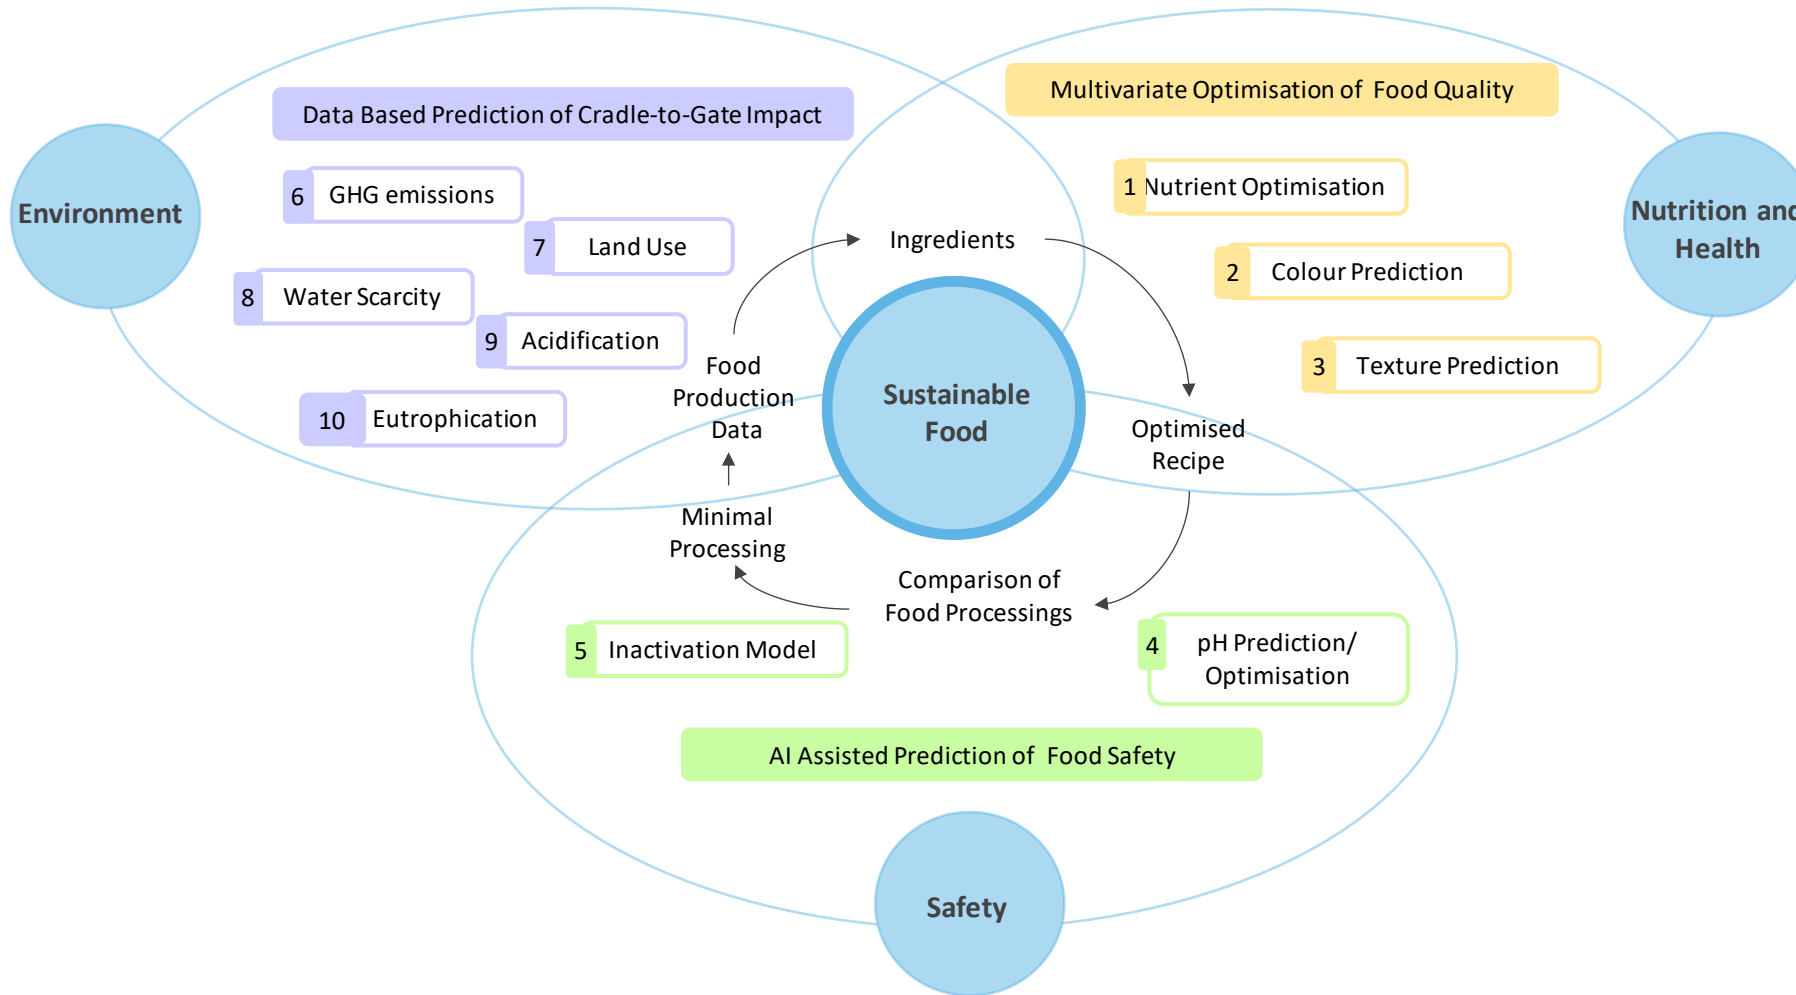 Data Based Prediction of Cradle-to-Gate Impact
Multivariate Optimisation of Food Quality
Environment
6 GHG emissions
7 Land Use
8 Water Scarcity
9 Acidification
10 Eutrophication
1 Nutrient Optimisation
2 Colour Prediction
3 Texture Prediction
Nutrition and
Health
Ingredients
Food
Production
Data
Sustainable
Food
Optimised
Recipe
Minimal
Processing
Comparison of
Food Processings
5 Inactivation Model
4 pH Prediction/
Optimisation
AI Assisted Prediction of Food Safety
Safety